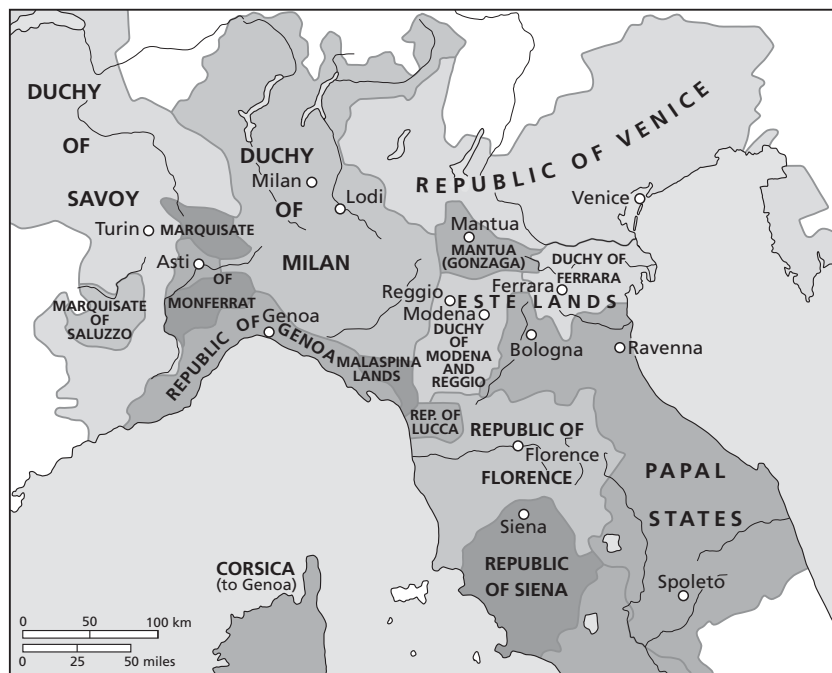 DUCHY
OF
SAVOY
Turin
MARQUISATE
OF
MONFERRAT
Asti
MARQUISATE
OF
SALUZZO
DUCHY
OF
MILAN
Milan
Lodi
REPUBLIC OF VENICE
Venice
Mantua
MANTUA
(GONZAGA)
DUCHY OF
FERRARA
Ferrara
ESTE LANDS
Reggio
Modena
DUCHY
OF
MODENA
AND
REGGIO
Bologna
Ravenna
REPUBLIC OF GENOA
Genoa
MALASPINA
LANDS
REP. OF
LUCCA
REPUBLIC OF
FLORENCE
Florence
PAPAL
STATES
Siena
REPUBLIC
OF SIENA
Spoleto
CORSICA
(to Genoa)
0 50 100 km
0 25 50 miles